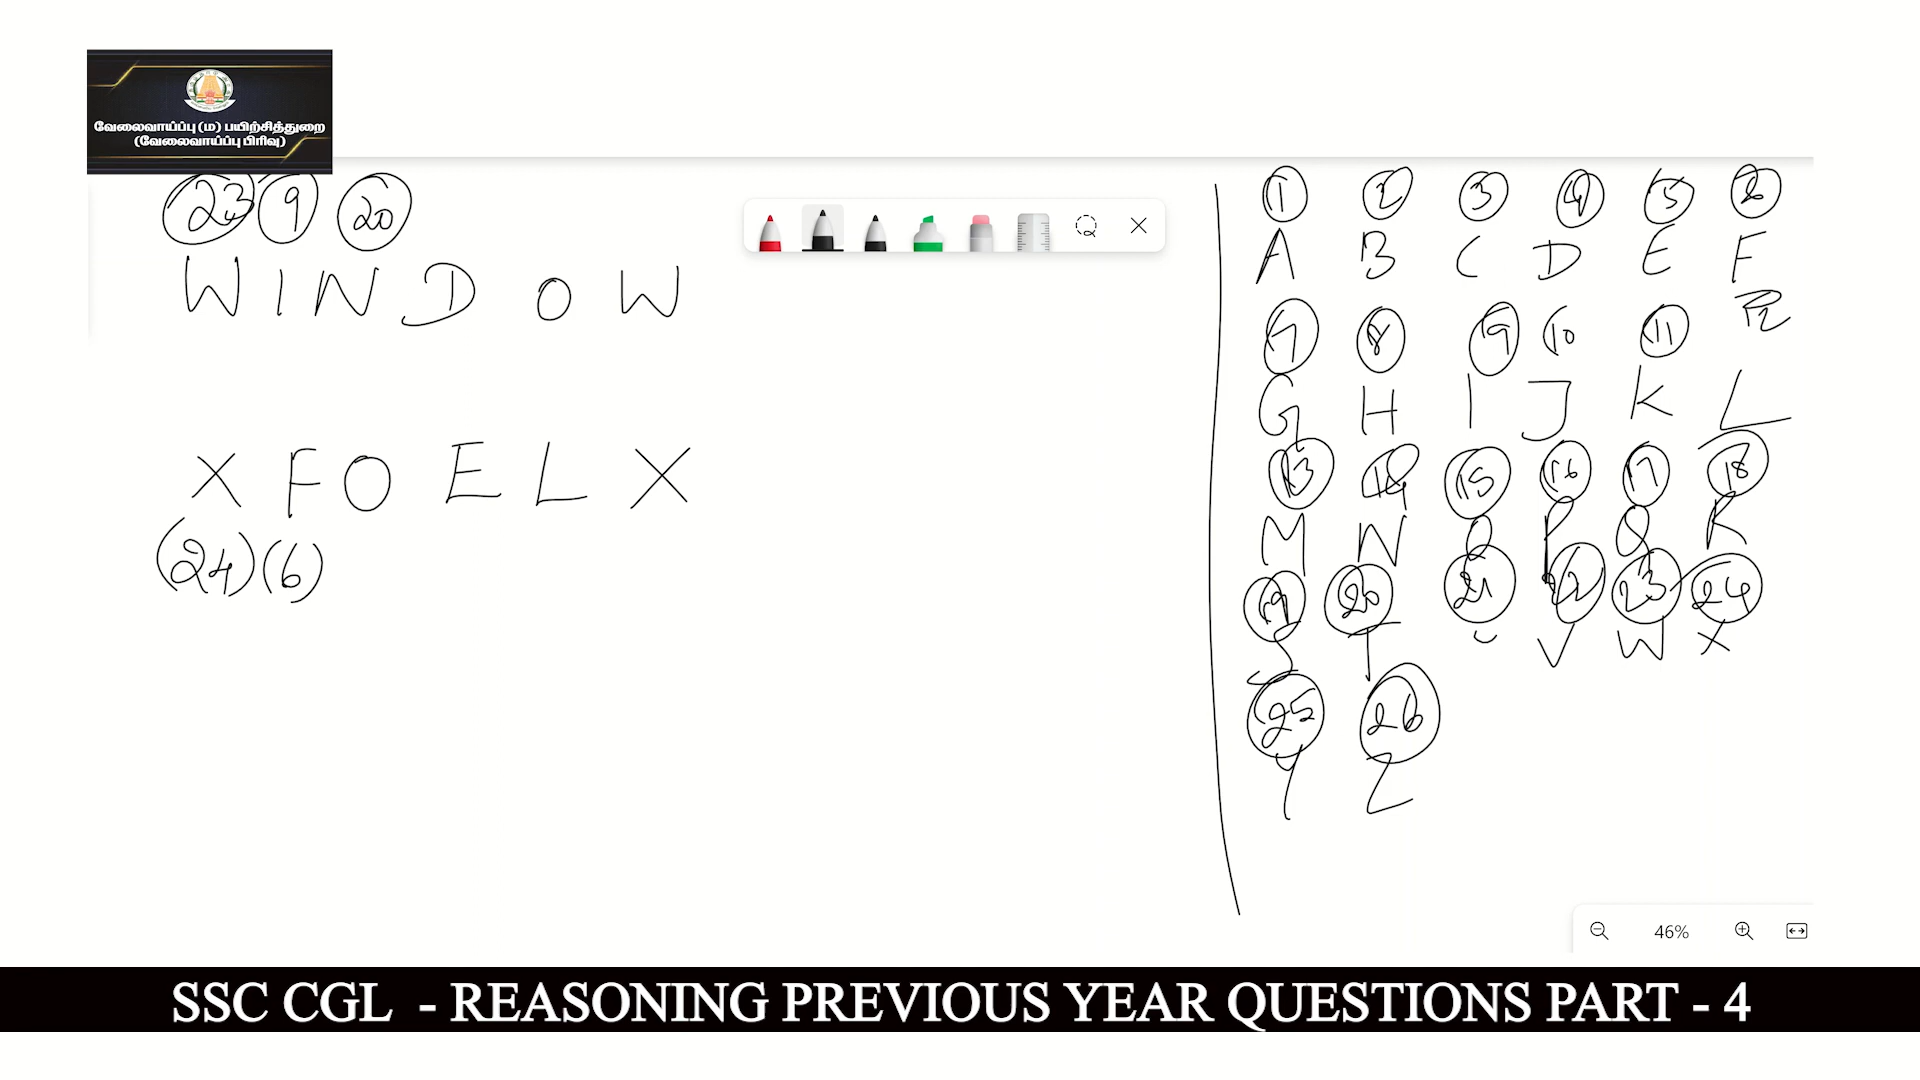 வேலைவாய்ப்பு (ம) பயிற்சித்துறை
(வேலைவாய்ப்பு பிரிவு)
23 9 20
W I N D O W
X F O E L X
(24) (6)
1 2 3 4 5 6
A B C D E F
7 8 9 10 11 12
G H I J K L
13 14 15 16 17 18
M N O P Q R
19 20 21 22 23 24
S T U V W X
25 26
Y Z
46%
SSC CGL - REASONING PREVIOUS YEAR QUESTIONS PART - 4